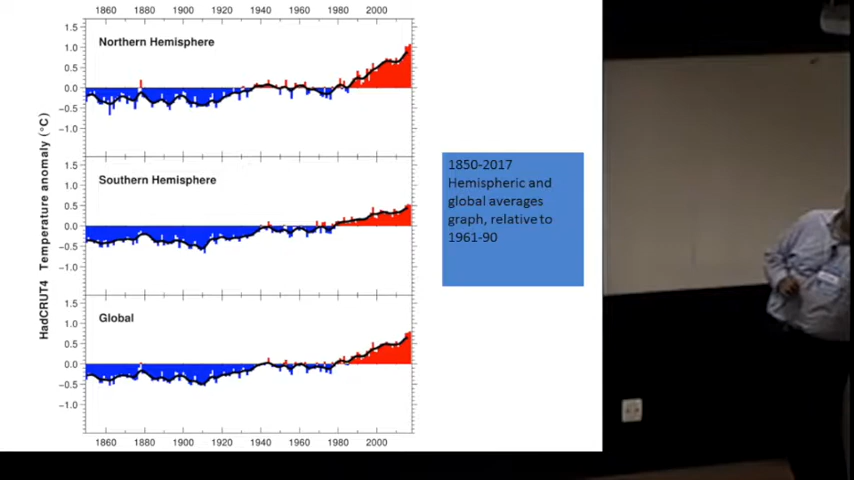 1860 1880 1900 1920 1940 1960 1980 2000
HadCRUT4 Temperature anomaly (°C)
Northern Hemisphere
1.5
1.0
0.5
0.0
−0.5
−1.0
Southern Hemisphere
1.5
1.0
0.5
0.0
−0.5
−1.0
Global
1.5
1.0
0.5
0.0
−0.5
−1.0
1860 1880 1900 1920 1940 1960 1980 2000
1850-2017
Hemispheric and
global averages
graph, relative to
1961-90